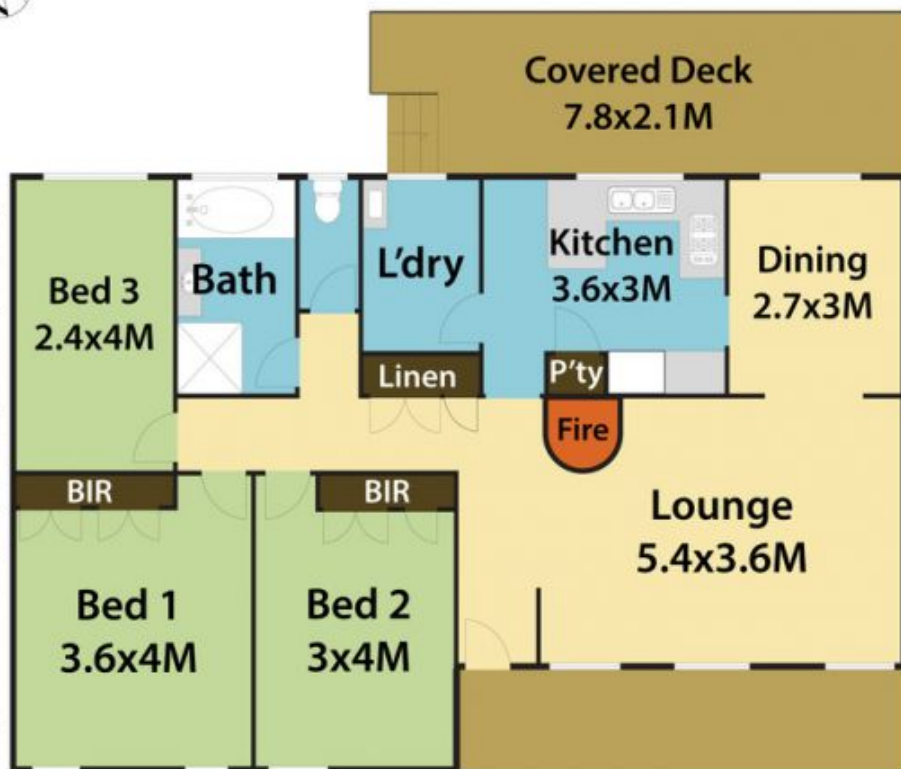 Covered Deck
7.8x2.1M
Bed 3
2.4x4M
Bath
L'dry
Kitchen
3.6x3M
Dining
2.7x3M
Linen
P'ty
Fire
BIR
BIR
Lounge
5.4x3.6M
Bed 1
3.6x4M
Bed 2
3x4M